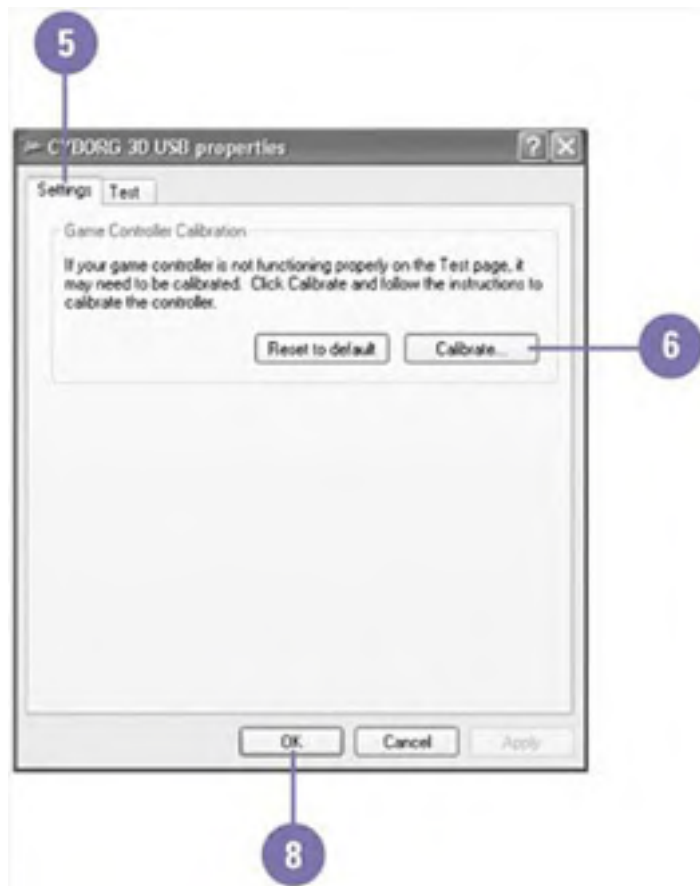 5
CYBORG 3D USB properties
Settings Test
Game Controller Calibration
If your game controller is not functioning properly on the Test page, it
may need to be calibrated. Click Calibrate and follow the instructions to
calibrate the controller.
Reset to default Calibrate...
6
OK Cancel Apply
8